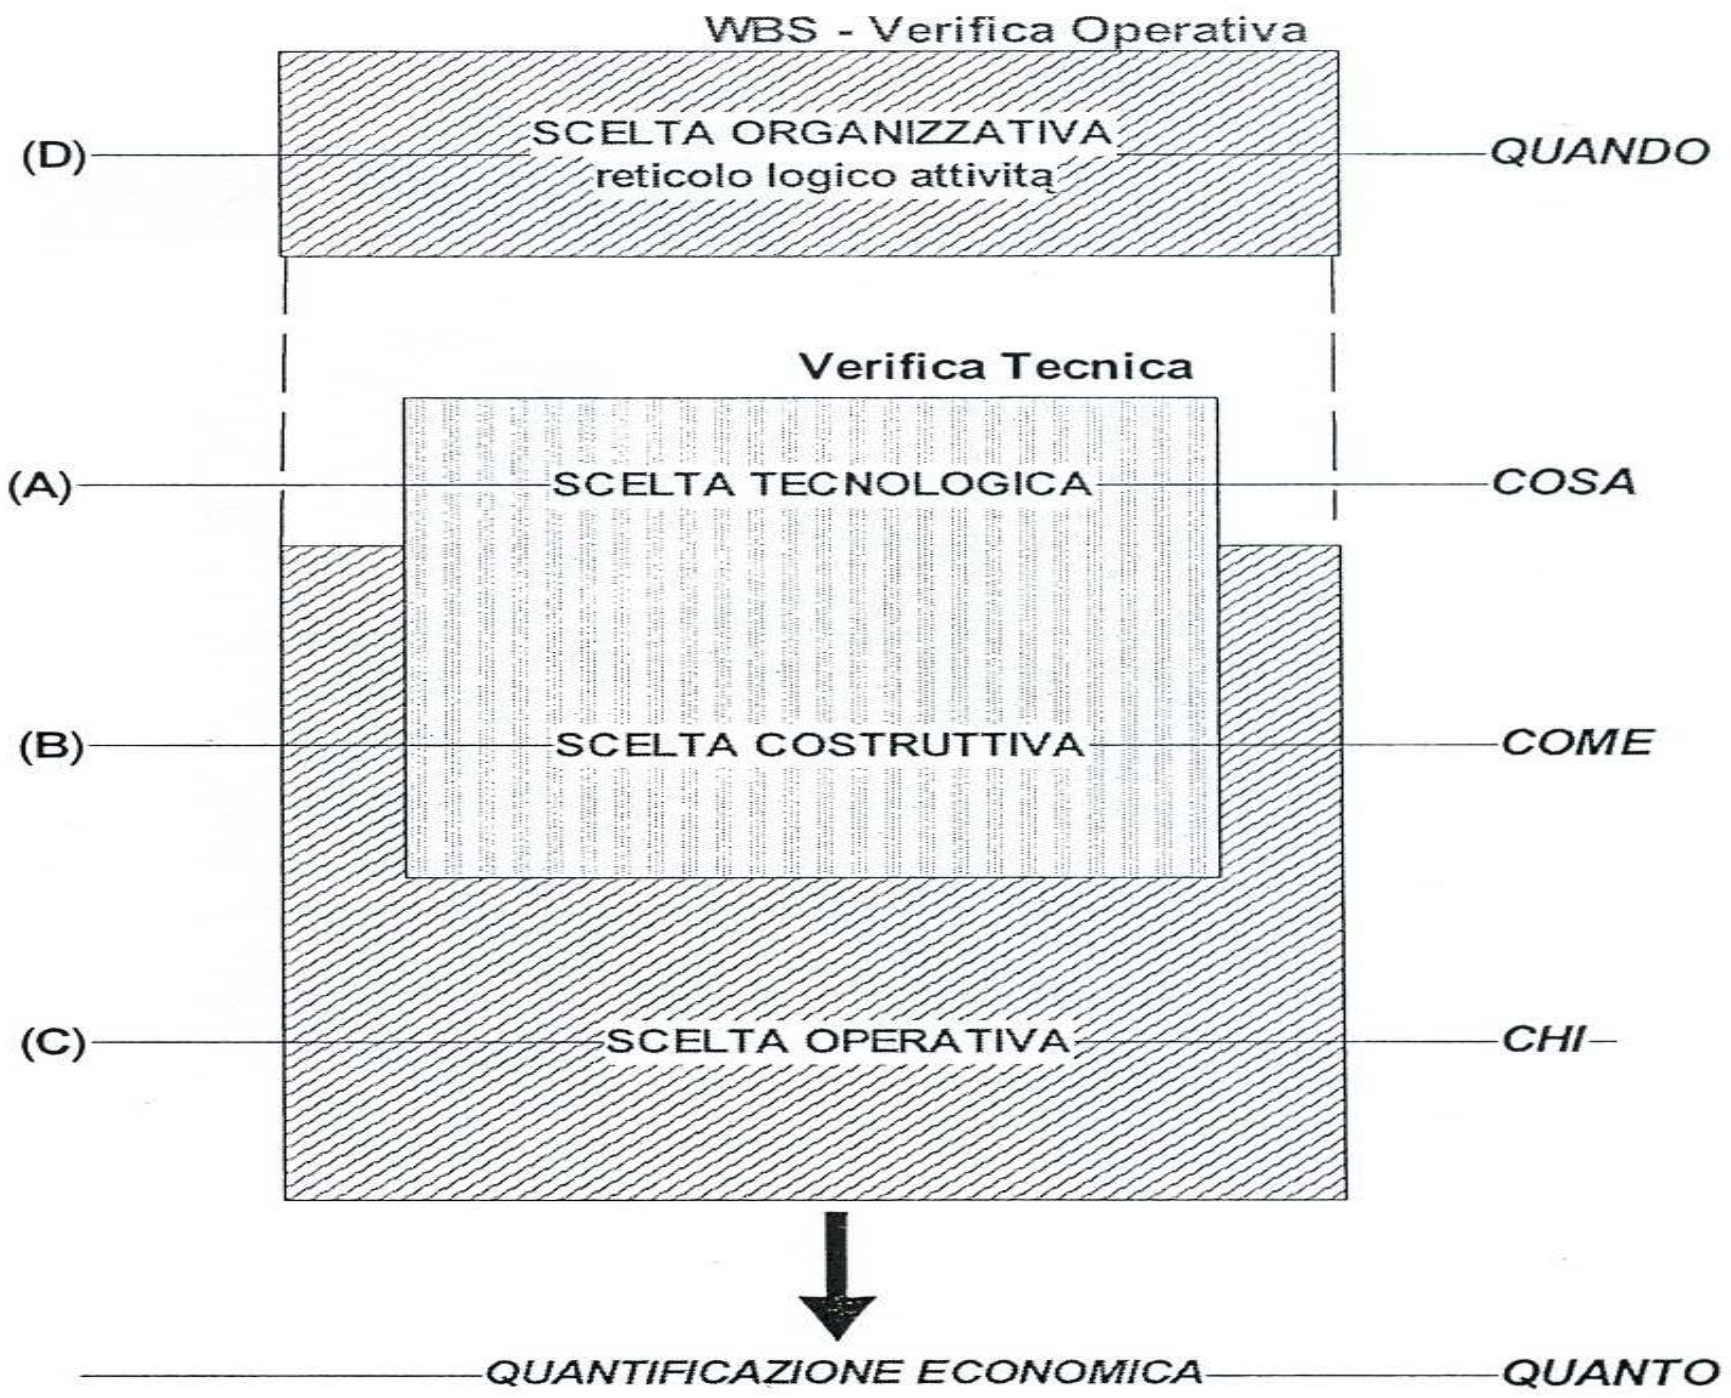 WBS - Verifica Operativa
(D) SCELTA ORGANIZZATIVA QUANDO
reticolo logico attività
Verifica Tecnica
(A) SCELTA TECNOLOGICA COSA
(B) SCELTA COSTRUTTIVA COME
(C) SCELTA OPERATIVA CHI
QUANTIFICAZIONE ECONOMICA QUANTO